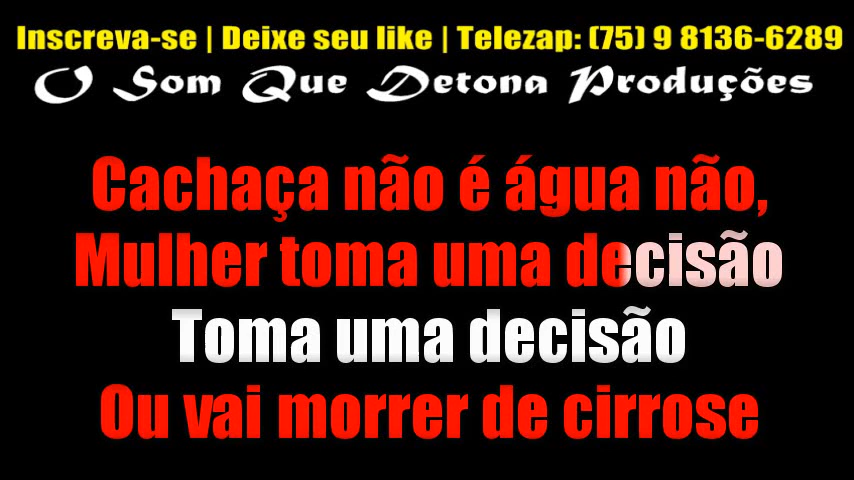 Inscreva-se | Deixe seu like | Telezap: (75) 9 8136-6289
O Som Que Detona Produções
Cachaça não é água não,
Mulher toma uma decisão
Toma uma decisão
Ou vai morrer de cirrose